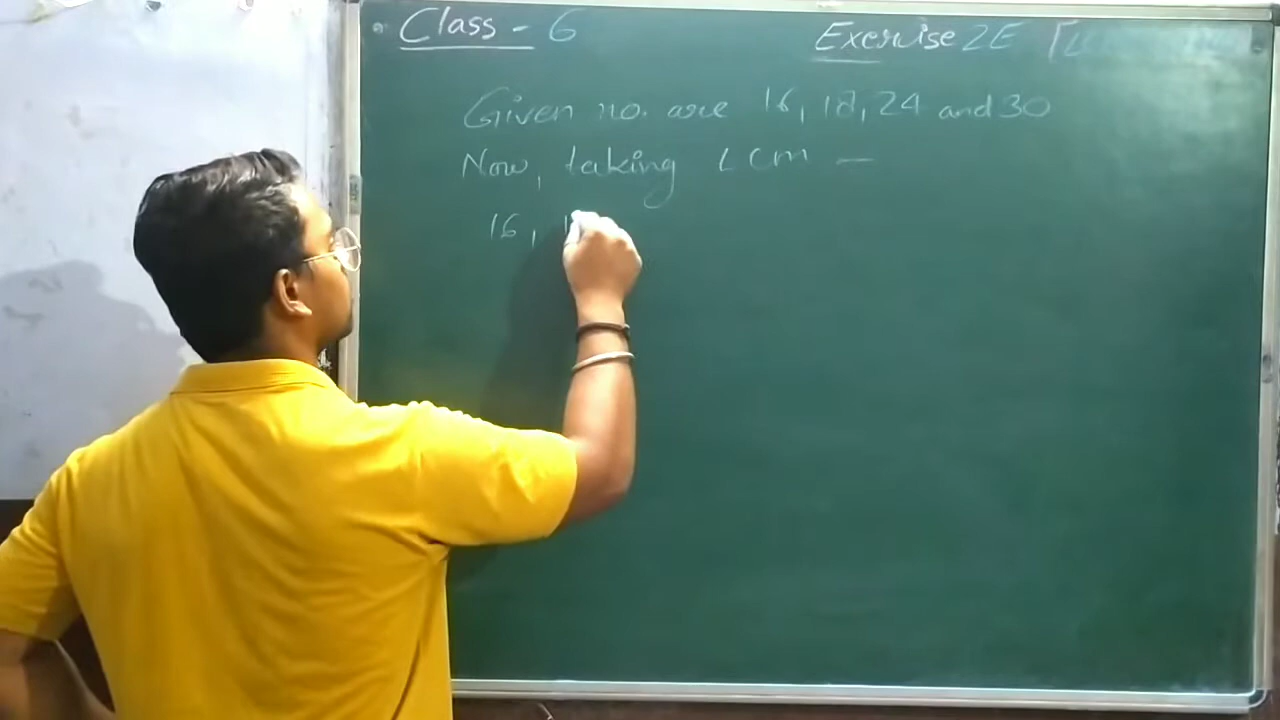 Class - 6
Exercise 2E
Given no. are 16, 18, 24 and 30
Now, taking LCM —
16, 1